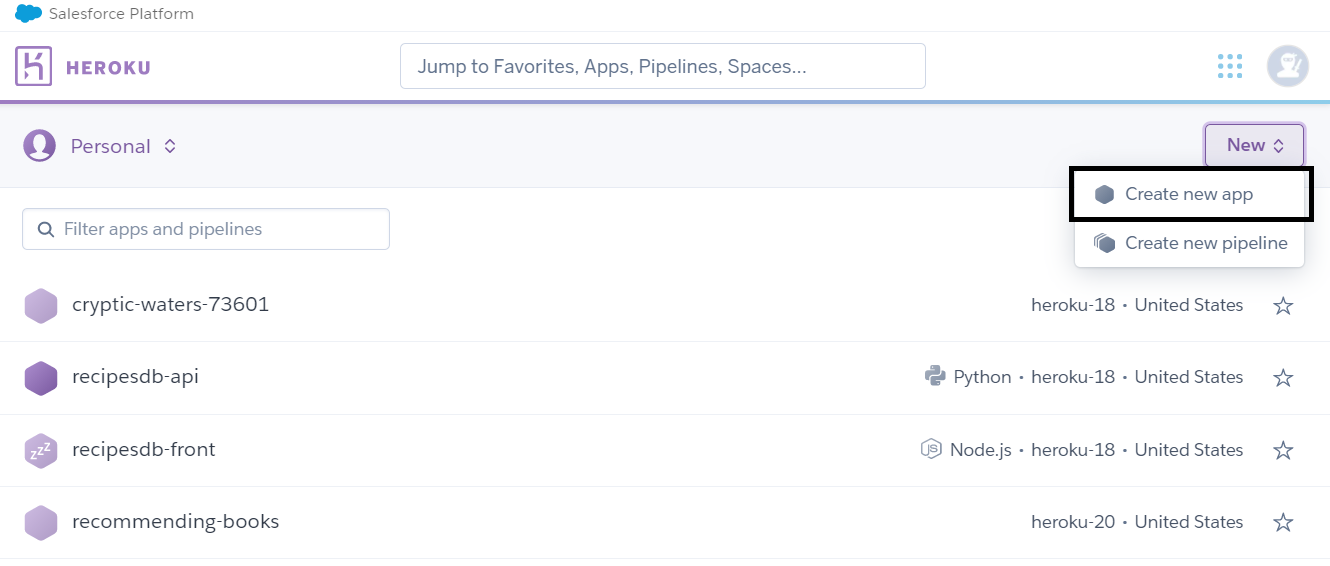 Salesforce Platform
HEROKU
Jump to Favorites, Apps, Pipelines, Spaces...
Personal
New
Create new app
Filter apps and pipelines
Create new pipeline
cryptic-waters-73601 heroku-18 • United States
recipesdb-api Python • heroku-18 • United States
zzz recipesdb-front JS Node.js • heroku-18 • United States
recommending-books heroku-20 • United States